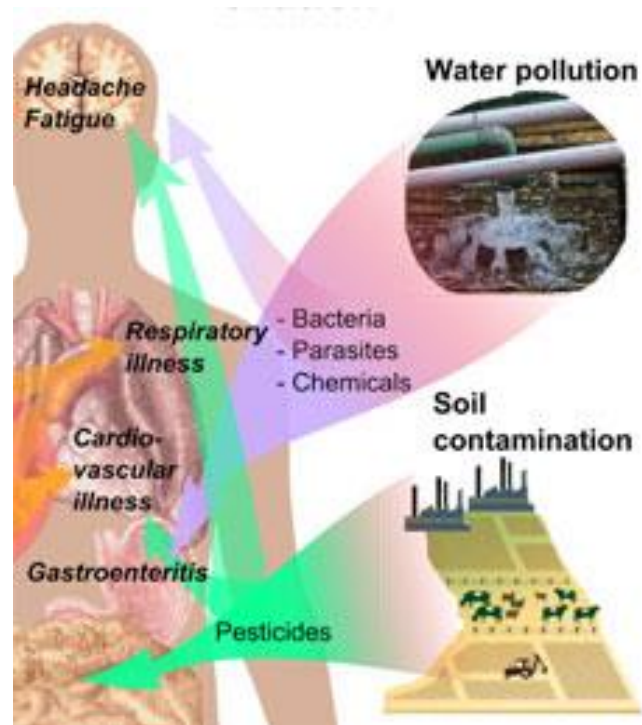 Headache
Fatigue
Water pollution
Respiratory
illness
- Bacteria
- Parasites
- Chemicals
Soil
contamination
Cardio-
vascular
illness
Gastroenteritis
Pesticides